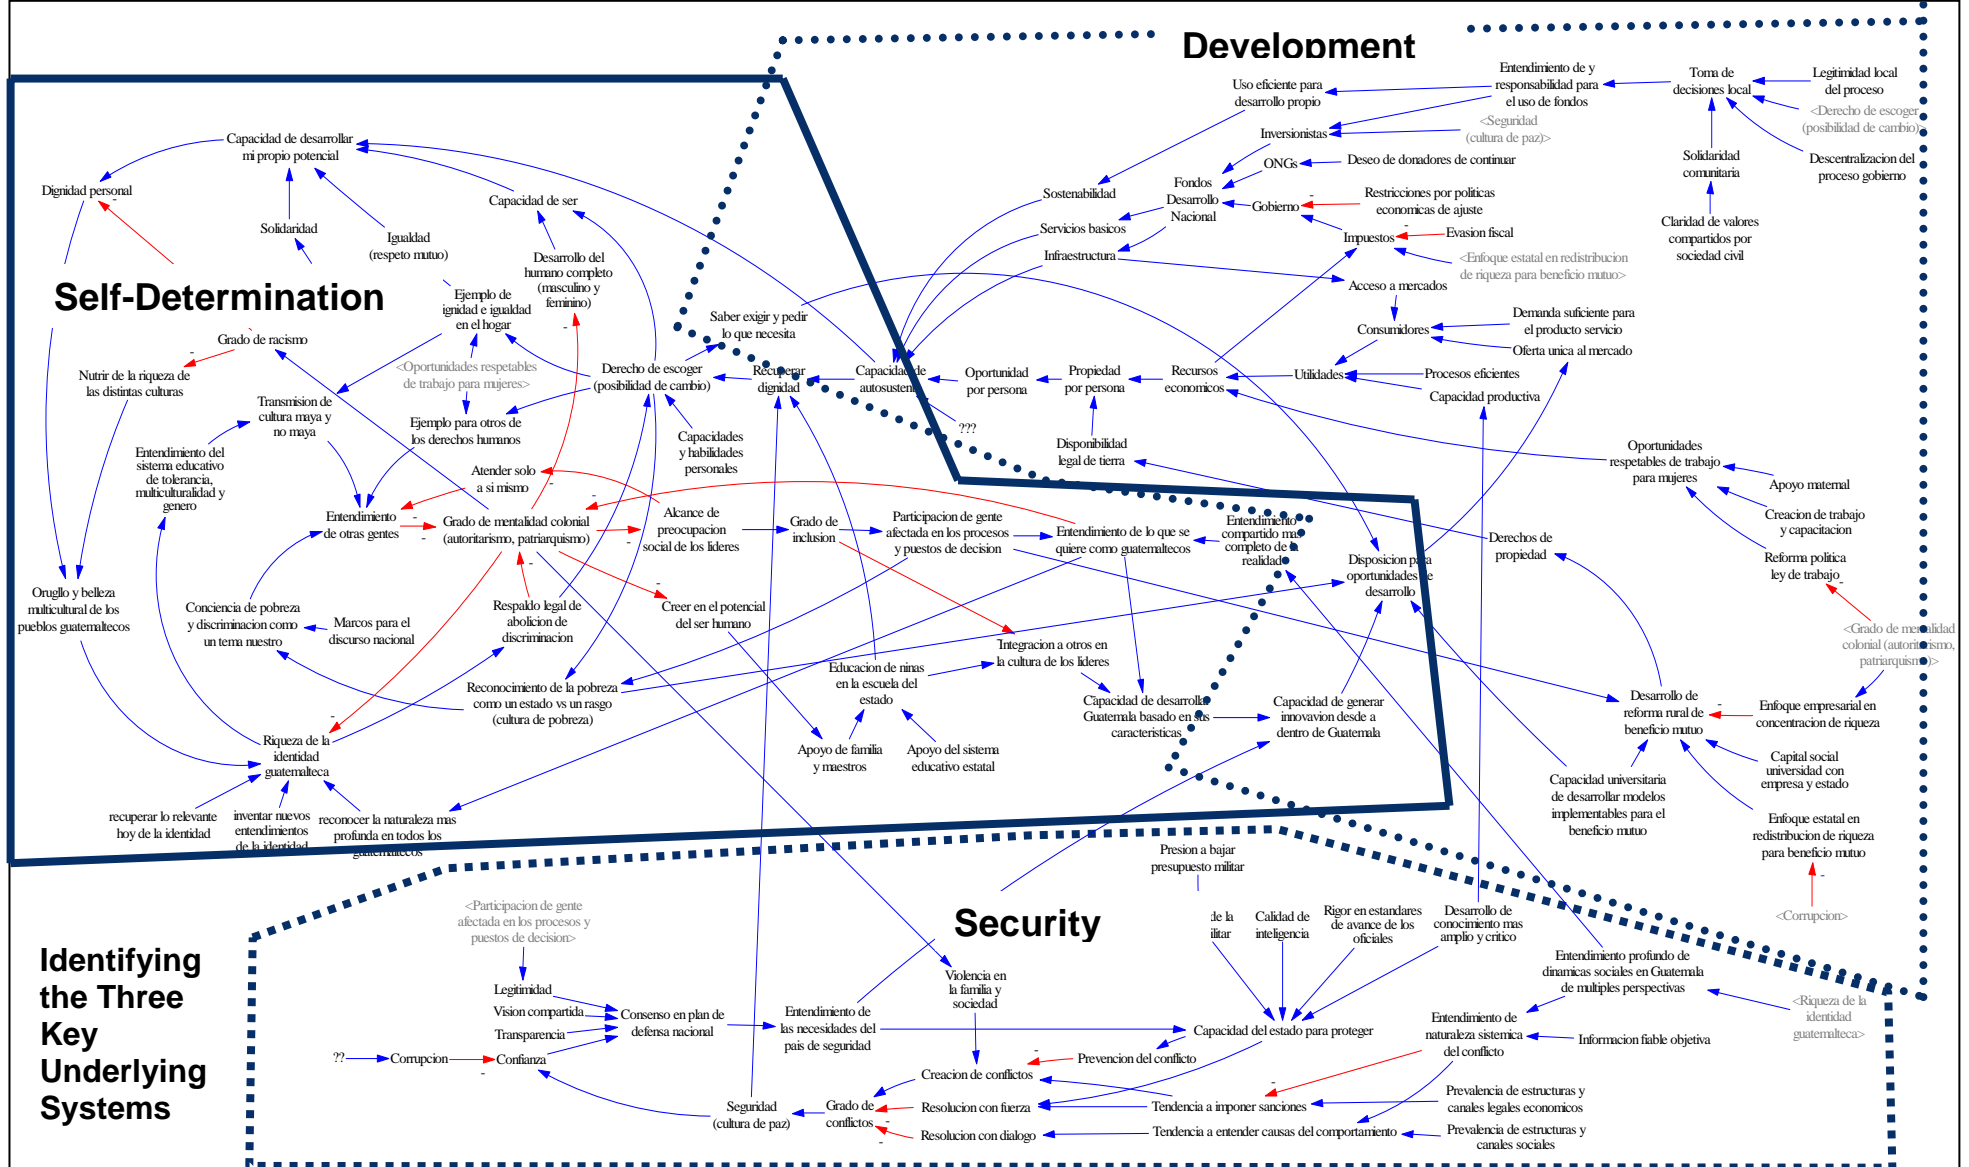 Development
Self-Determination
Security
Identifying
the Three
Key
Underlying
Systems
Capacidad de desarrollar
mi propio potencial
Dignidad personal
-
Solidaridad
Igualdad
(respeto mutuo)
Capacidad de ser
Desarrollo del
humano completo
(masculino y
feminino)
-
Ejemplo de
ignidad e igualdad
en el hogar
Grado de racismo
-
Nutrir de la riqueza de
las distintas culturas
<Oportunidades respetables
de trabajo para mujeres>
Transmision de
cultura maya y
no maya
Ejemplo para otros de
los derechos humanos
Derecho de escoger
(posibilidad de cambio)
Saber exigir y pedir
lo que necesita
Recuperar
dignidad
Capacidades
y habilidades
personales
Entendimiento del
sistema educativo
de tolerancia,
multiculturalidad y
genero
Atender solo
a si mismo
-
Entendimiento
de otras gentes
-
-
Grado de mentalidad colonial
(autoritarismo, patriarquismo)
-
Alcance de
preocupacion
social de los lideres
-
Grado de
inclusion
Participacion de gente
afectada en los procesos
y puestos de decision
Entendimiento de lo que se
quiere como guatemaltecos
Entendimiento
compartido mas
completo de la
realidad
Disposicion para
oportunidades de
desarrollo
Orugllo y belleza
multicultural de los
pueblos guatemaltecos
Conciencia de pobreza
y discriminacion como
un tema nuestro
Marcos para el
discurso nacional
Respaldo legal de
abolicion de
discriminacion
-
Creer en el potencial
del ser humano
-
Integracion a otros en
la cultura de los lideres
-
Reconocimiento de la pobreza
como un estado vs un rasgo
(cultura de pobreza)
Educacion de ninas
en la escuela del
estado
Capacidad de desarrollar
Guatemala basado en sus
caracteristicas
Capacidad de generar
innovavion desde a
dentro de Guatemala
Riqueza de la
identidad
guatemalteca
-
Apoyo de familia
y maestros
Apoyo del sistema
educativo estatal
recuperar lo relevante
hoy de la identidad
inventar nuevos
entendimientos
de la identidad
reconocer la naturaleza mas
profunda en todos los
guatemaltecos
Uso eficiente para
desarrollo propio
Entendimiento de y
responsabilidad para
el uso de fondos
Toma de
decisiones local
Legitimidad local
del proceso
<Derecho de escoger
(posibilidad de cambio)>
Descentralizacion del
proceso gobierno
Solidaridad
comunitaria
Claridad de valores
compartidos por
sociedad civil
Inversionistas
<Seguridad
(cultura de paz)>
ONGs
Deseo de donadores de continuar
Sostenabilidad
Fondos
Desarrollo
Nacional
Gobierno
-
Restricciones por politicas
economicas de ajuste
Servicios basicos
Impuestos
-
Evasion fiscal
Infraestructura
<Enfoque estatal en redistribution
de riqueza para beneficio mutuo>
Acceso a mercados
Consumidores
Demanda suficiente para
el producto servicio
Oferta unica al mercado
Capacidad de
autosustento
Oportunidad
por persona
Propiedad
por persona
Recursos
economicos
Utilidades
Procesos eficientes
Capacidad productiva
???
Disponibilidad
legal de tierra
Oportunidades
respetables de trabajo
para mujeres
Apoyo maternal
Creacion de trabajo
y capacitacion
Derechos de
propiedad
Reforma politica
ley de trabajo
-
<Grado de mentalidad
colonial (autoritarismo,
patriarquismo)>
Desarrollo de
reforma rural de
beneficio mutuo
-
Enfoque empresarial en
concentracion de riqueza
Capital social
universidad con
empresa y estado
Capacidad universitaria
de desarrollar modelos
implementables para el
beneficio mutuo
Enfoque estatal en
redistribucion de riqueza
para beneficio mutuo
-
<Corrupcion>
Presion a bajar
presupuesto militar
<Participacion de gente
afectada en los procesos y
puestos de decision>
de la
ilitar
Calidad de
inteligencia
Rigor en estandares
de avance de los
oficiales
Desarrollo de
conocimiento mas
amplio y critico
Entendimiento profundo de
dinamicas sociales en Guatemala
de multiples perspectivas
<Riqueza de la
identidad
guatemalteca>
Legitimidad
Vision compartida
Transparencia
Consenso en plan de
defensa nacional
Entendimiento de
las necesidades del
pais de seguridad
Violencia en
la familia y
sociedad
Capacidad del estado para proteger
Entendimiento de
naturaleza sistemica
del conflicto
Informacion fiable objetiva
??
Corrupcion
-
Confianza
Prevencion del conflicto
-
Creacion de conflictos
-
Seguridad
(cultura de paz)
Grado de
conflictos
-
-
Resolucion con fuerza
Tendencia a imponer sanciones
Prevalencia de estructuras y
canales legales economicos
Resolucion con dialogo
Tendencia a entender causas del comportamiento
Prevalencia de estructuras y
canales sociales